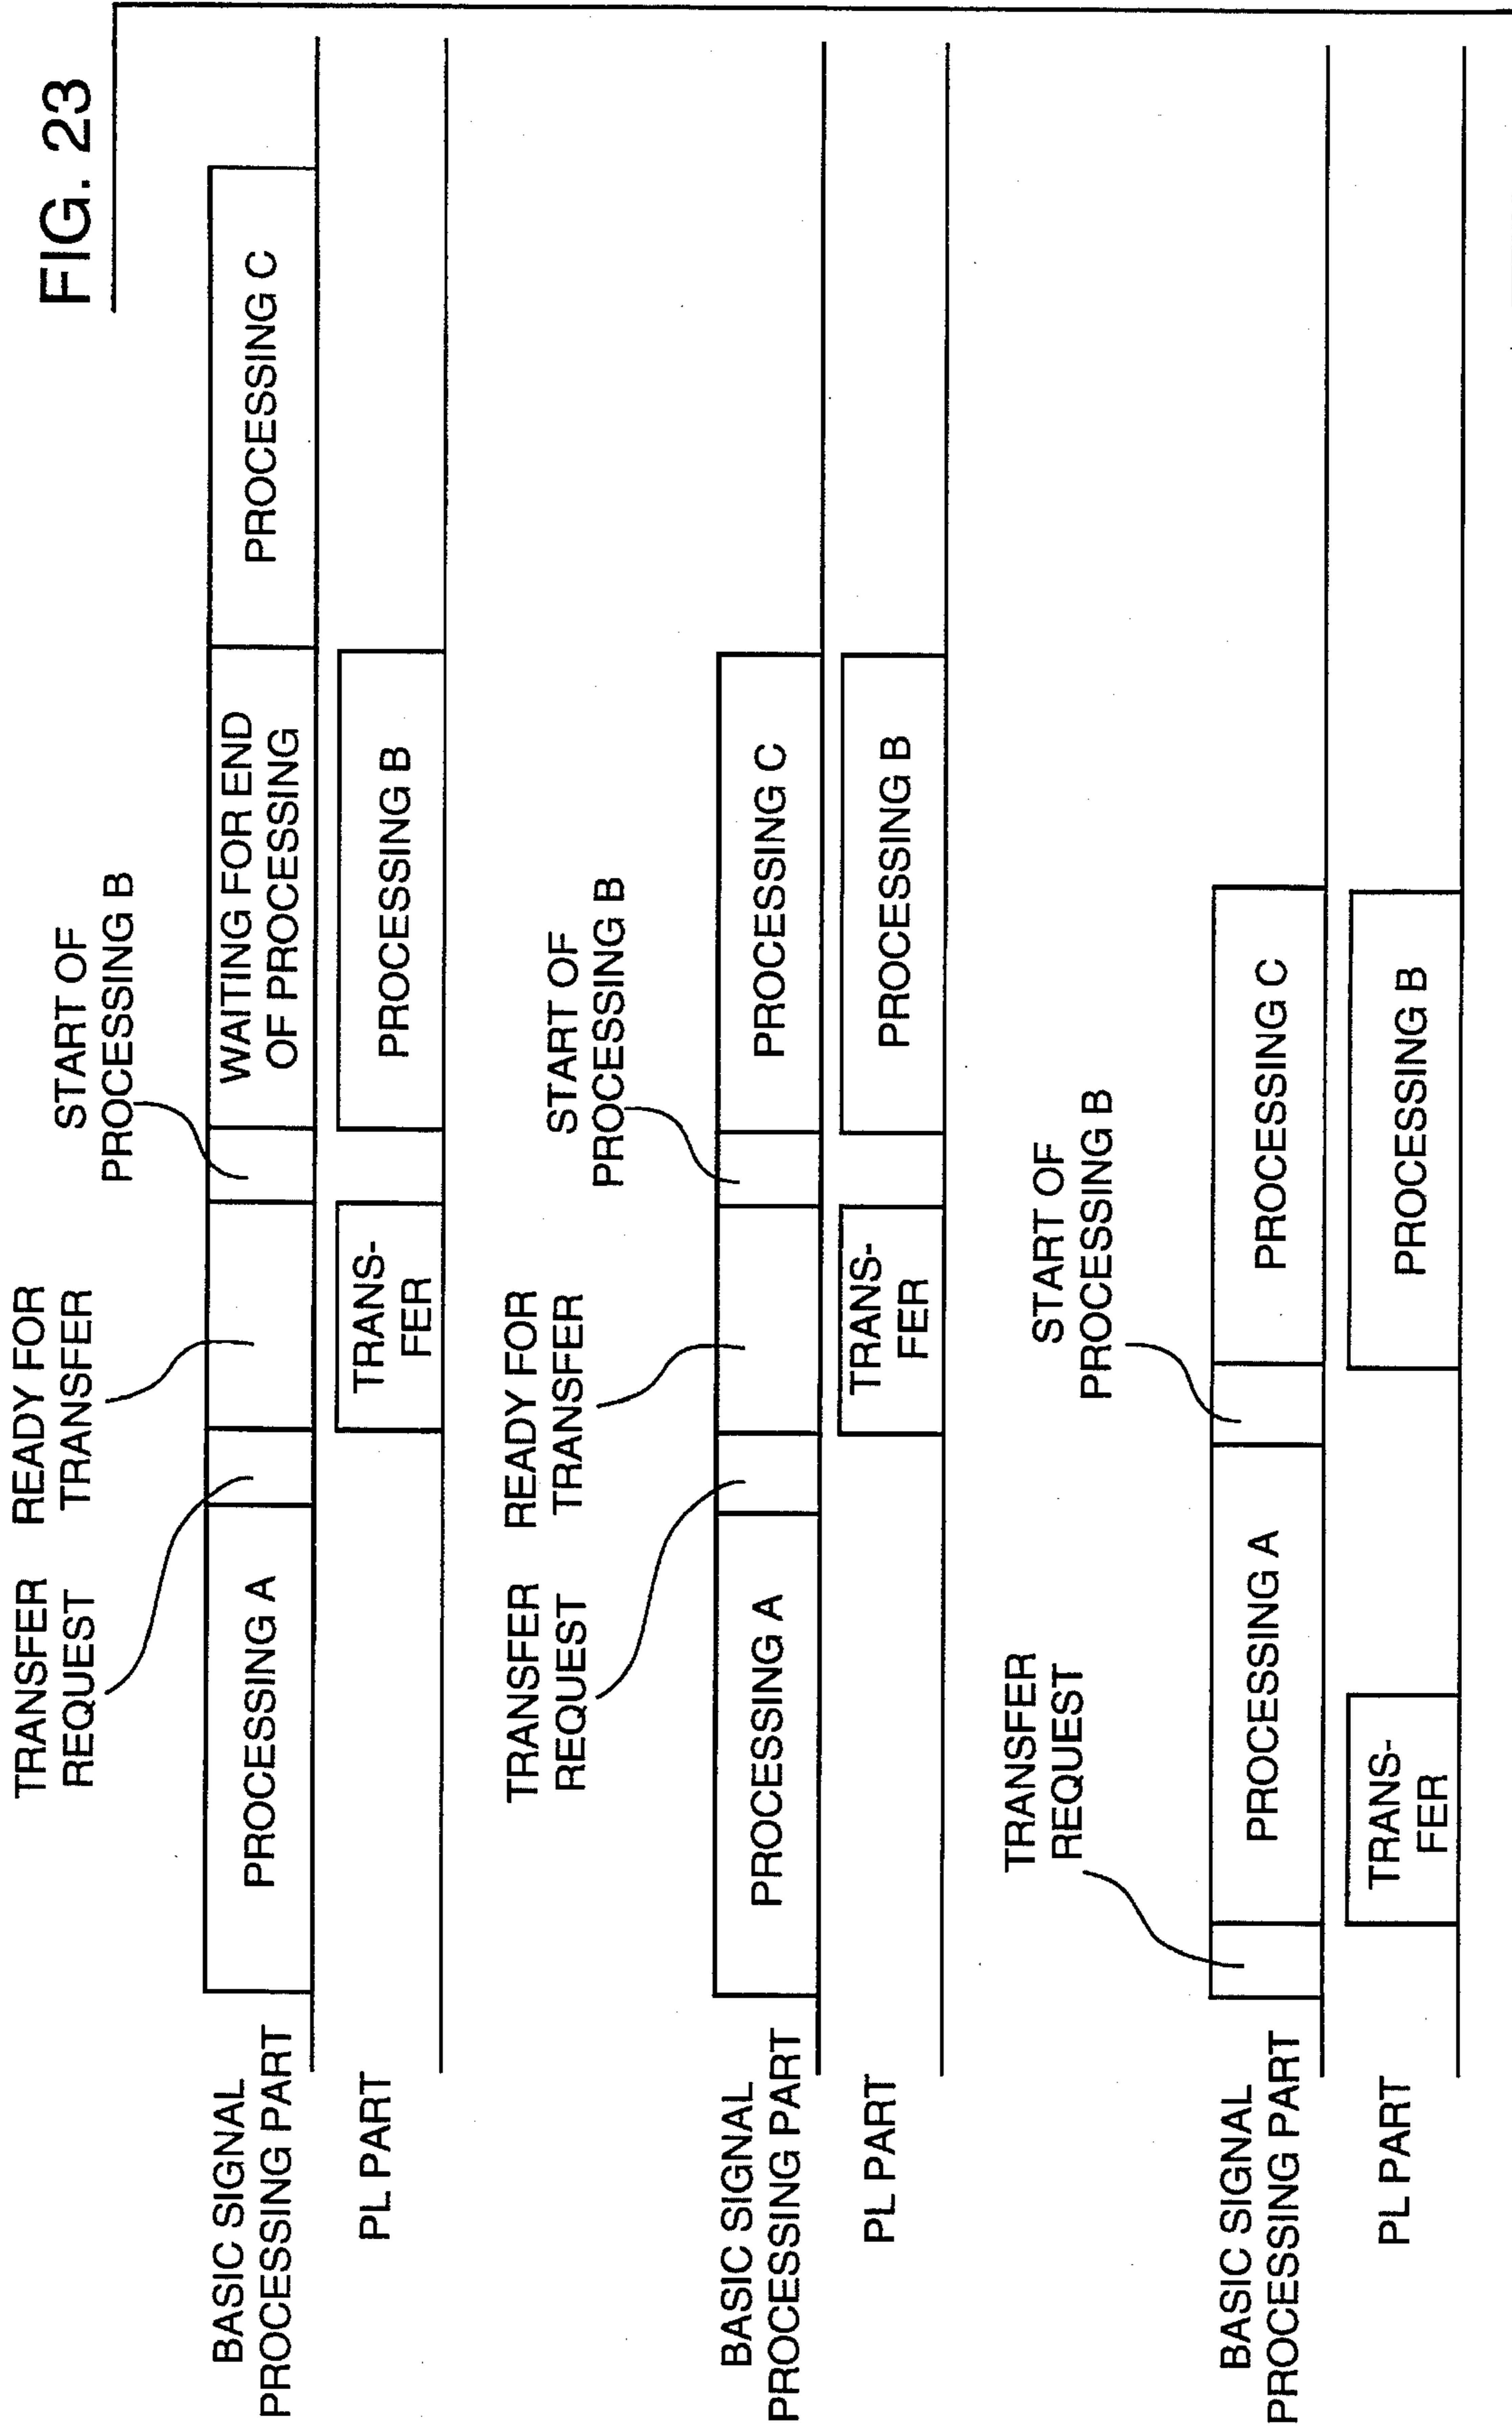 FIG. 23
TRANSFER
REQUEST
READY FOR
TRANSFER
START OF
PROCESSING B
BASIC SIGNAL
PROCESSING PART
PROCESSING A
WAITING FOR END
OF PROCESSING
PROCESSING C
PL PART
TRANS-
FER
PROCESSING B
TRANSFER
REQUEST
READY FOR
TRANSFER
START OF
PROCESSING B
BASIC SIGNAL
PROCESSING PART
PROCESSING A
PROCESSING C
PL PART
TRANS-
FER
PROCESSING B
TRANSFER
REQUEST
START OF
PROCESSING B
BASIC SIGNAL
PROCESSING PART
PROCESSING A
PROCESSING C
PL PART
TRANS-
FER
PROCESSING B